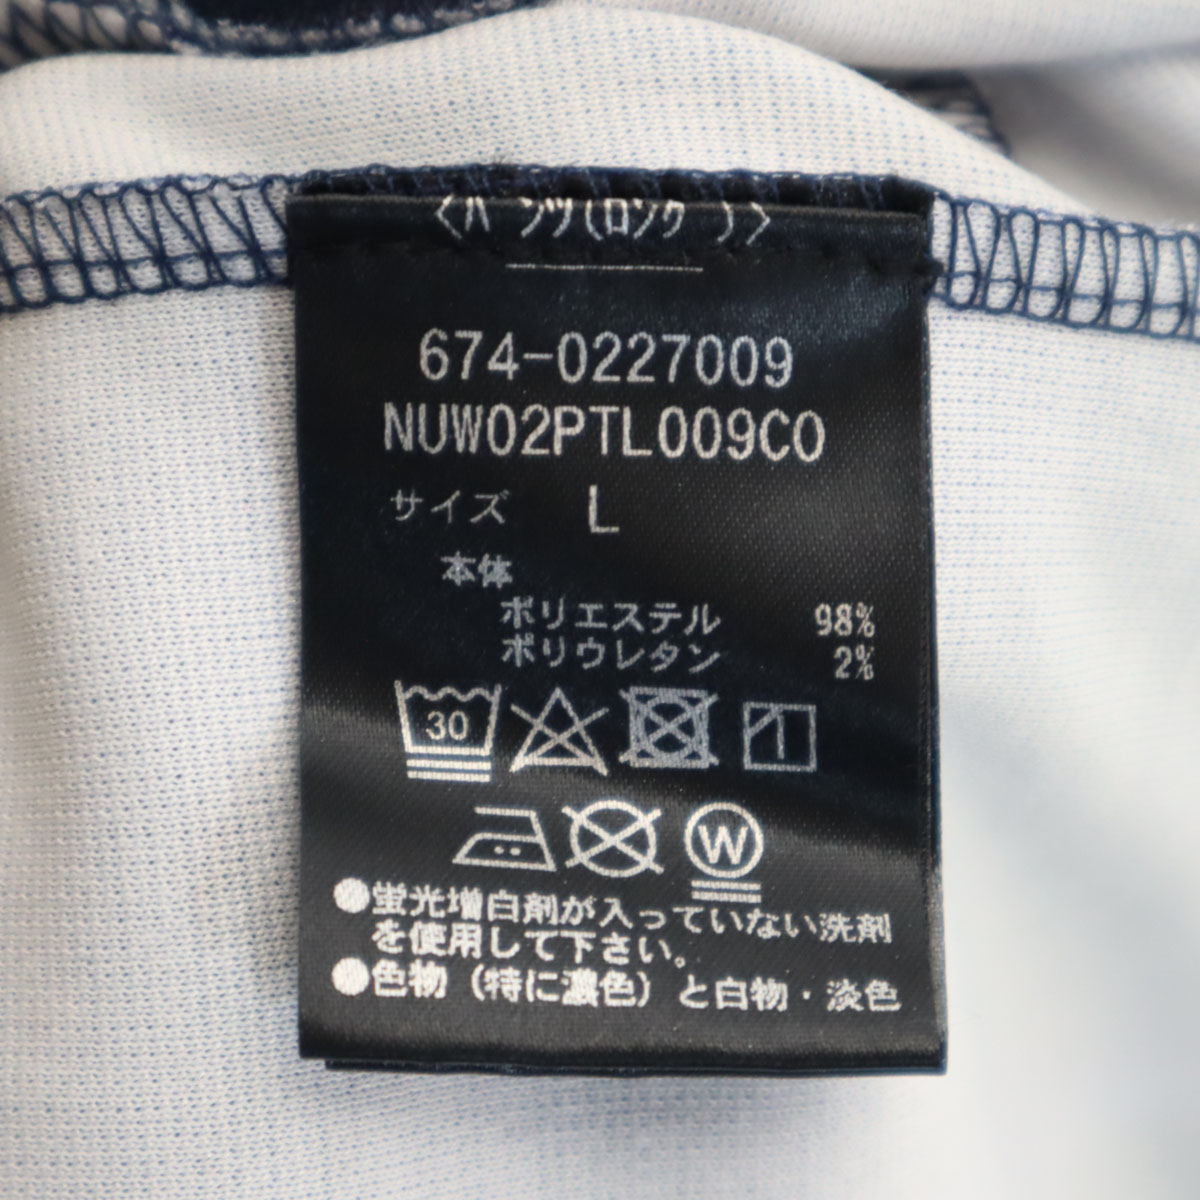 〈パンツ(ロング)〉
674-0227009
NUW02PTL009CO
サイズ L
本体
ポリエステル 98%
ポリウレタン 2%
30
W
●蛍光増白剤が入っていない洗剤
を使用して下さい。
●色物(特に濃色)と白物・淡色